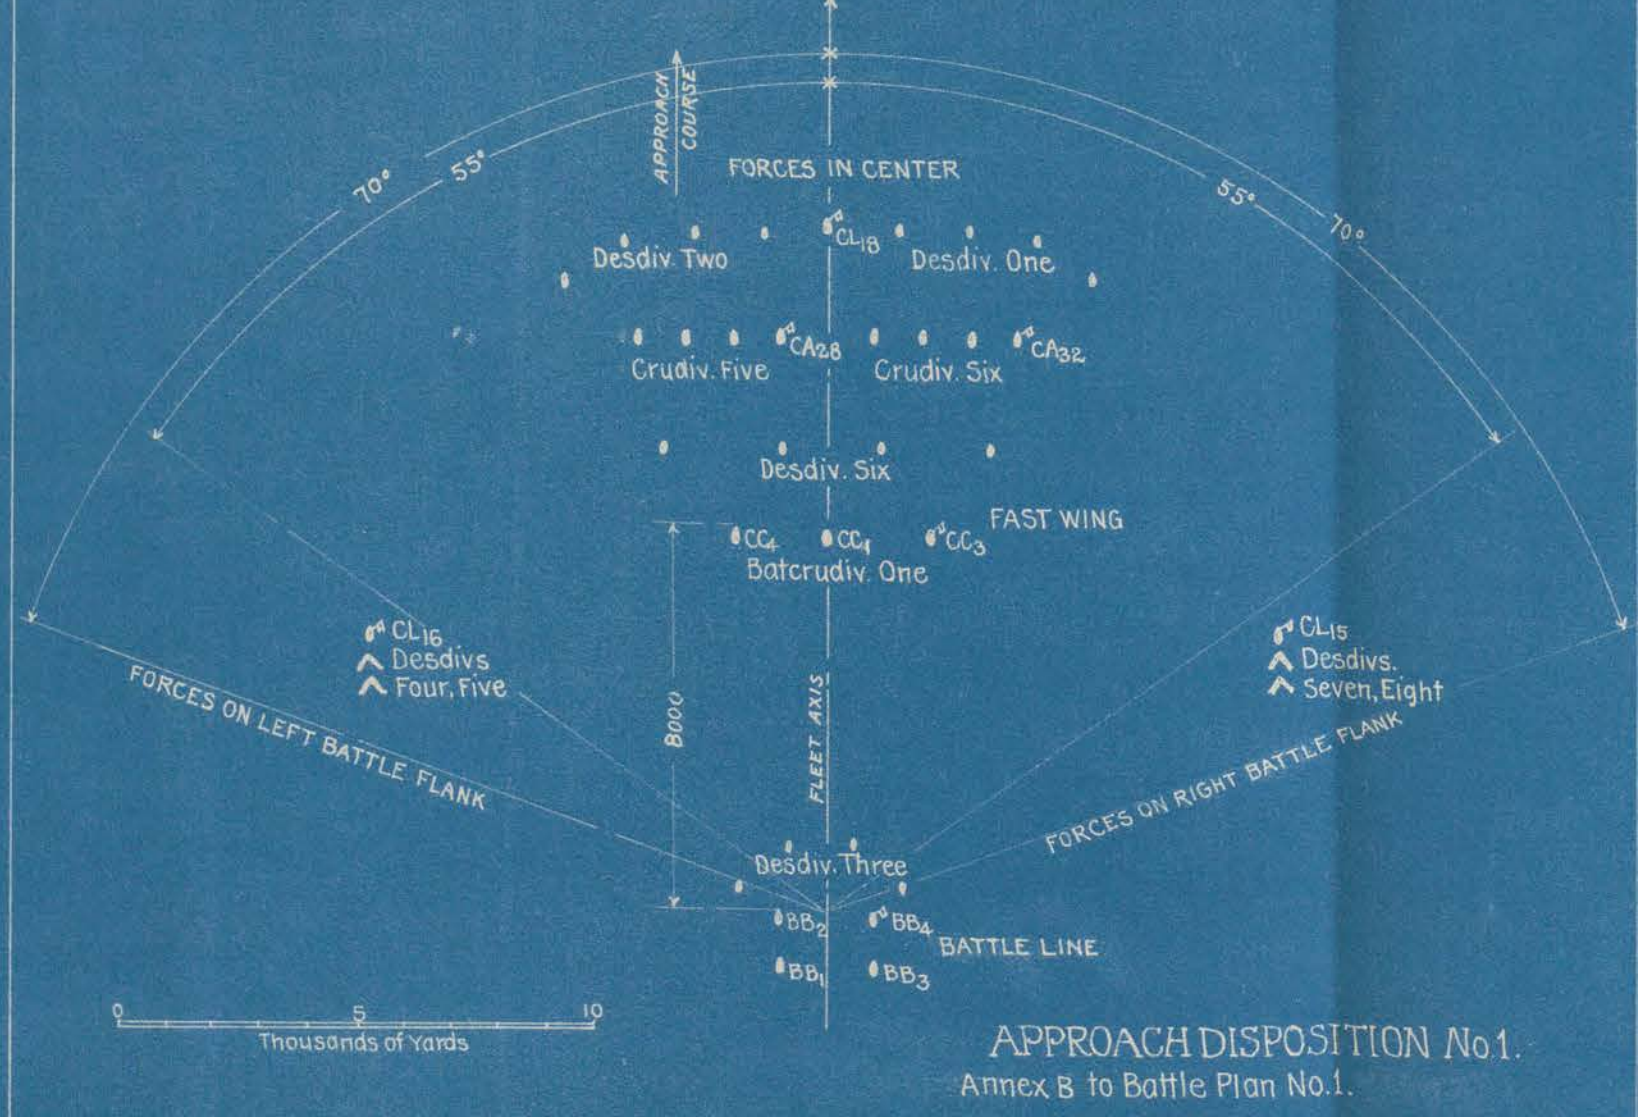 APPROACH
COURSE
FORCES IN CENTER
70° 55° 55° 70°
CL18
Desdiv. Two Desdiv. One
CA28 CA32
Crudiv. Five Crudiv. Six
Desdiv. Six
FAST WING
CC4 CC1 CC3
Batcrudiv. One
CL16
Desdivs
Four, Five
CL15
Desdivs.
Seven, Eight
FORCES ON LEFT BATTLE FLANK
8000
FLEET AXIS
FORCES ON RIGHT BATTLE FLANK
Desdiv. Three
BB2 BB4
BATTLE LINE
BB1 BB3
0 5 10
Thousands of Yards
APPROACH DISPOSITION No.1.
Annex B to Battle Plan No.1.